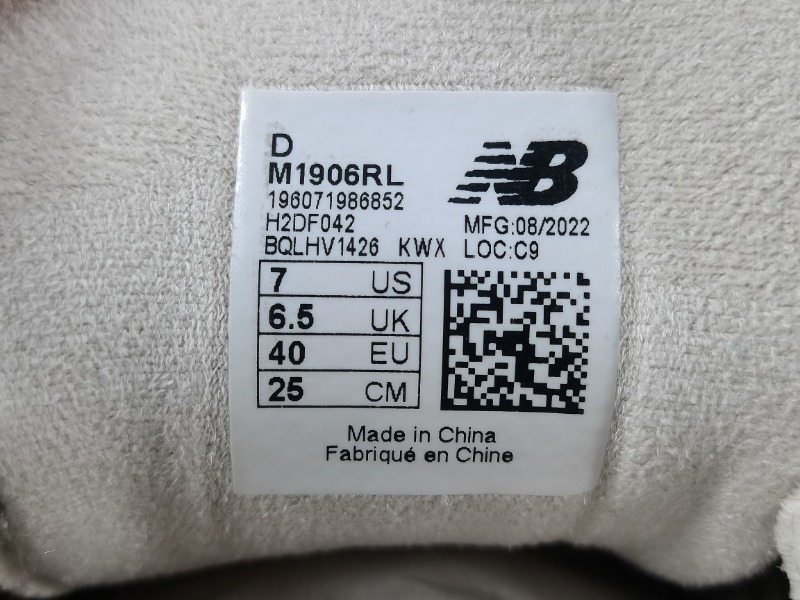 D
M1906RL
NB
196071986852
H2DF042
MFG:08/2022
BQLHV1426 KWX
LOC:C9
7 US
6.5 UK
40 EU
25 CM
Made in China
Fabriqué en Chine